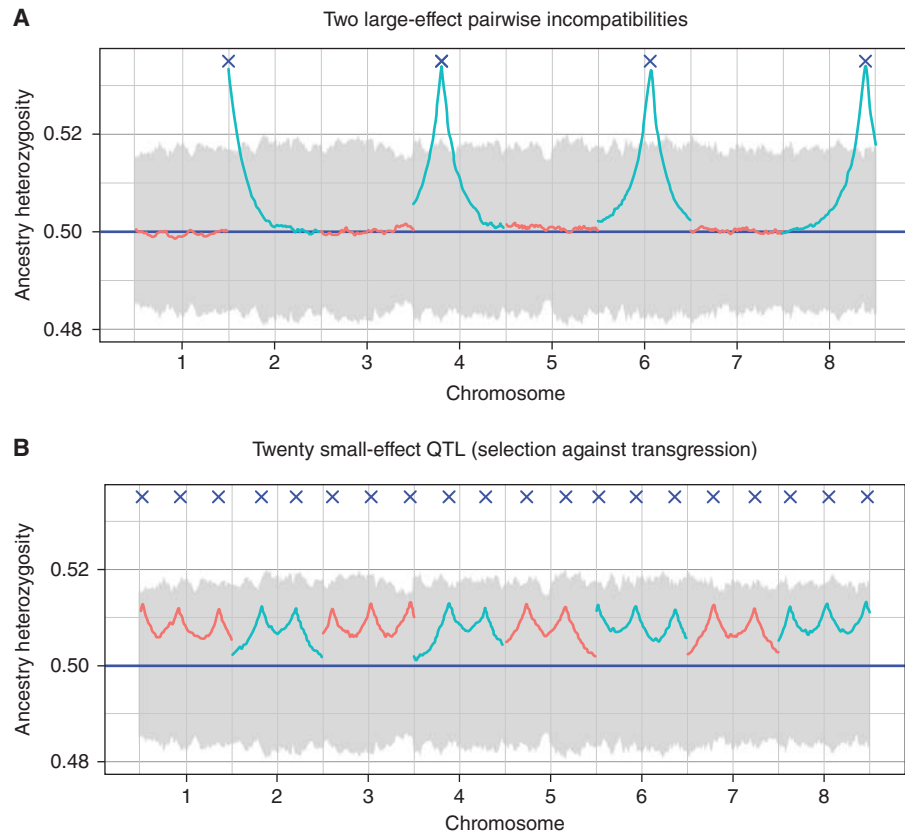 A
Two large-effect pairwise incompatibilities
Ancestry heterozygosity
0.52
0.50
0.48
1 2 3 4 5 6 7 8
Chromosome
B
Twenty small-effect QTL (selection against transgression)
Ancestry heterozygosity
0.52
0.50
0.48
1 2 3 4 5 6 7 8
Chromosome